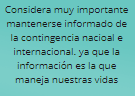 Considera muy importante
mantenerse informado de
la contingencia nacioal e
internacional. ya que la
información es la que
maneja nuestras vidas